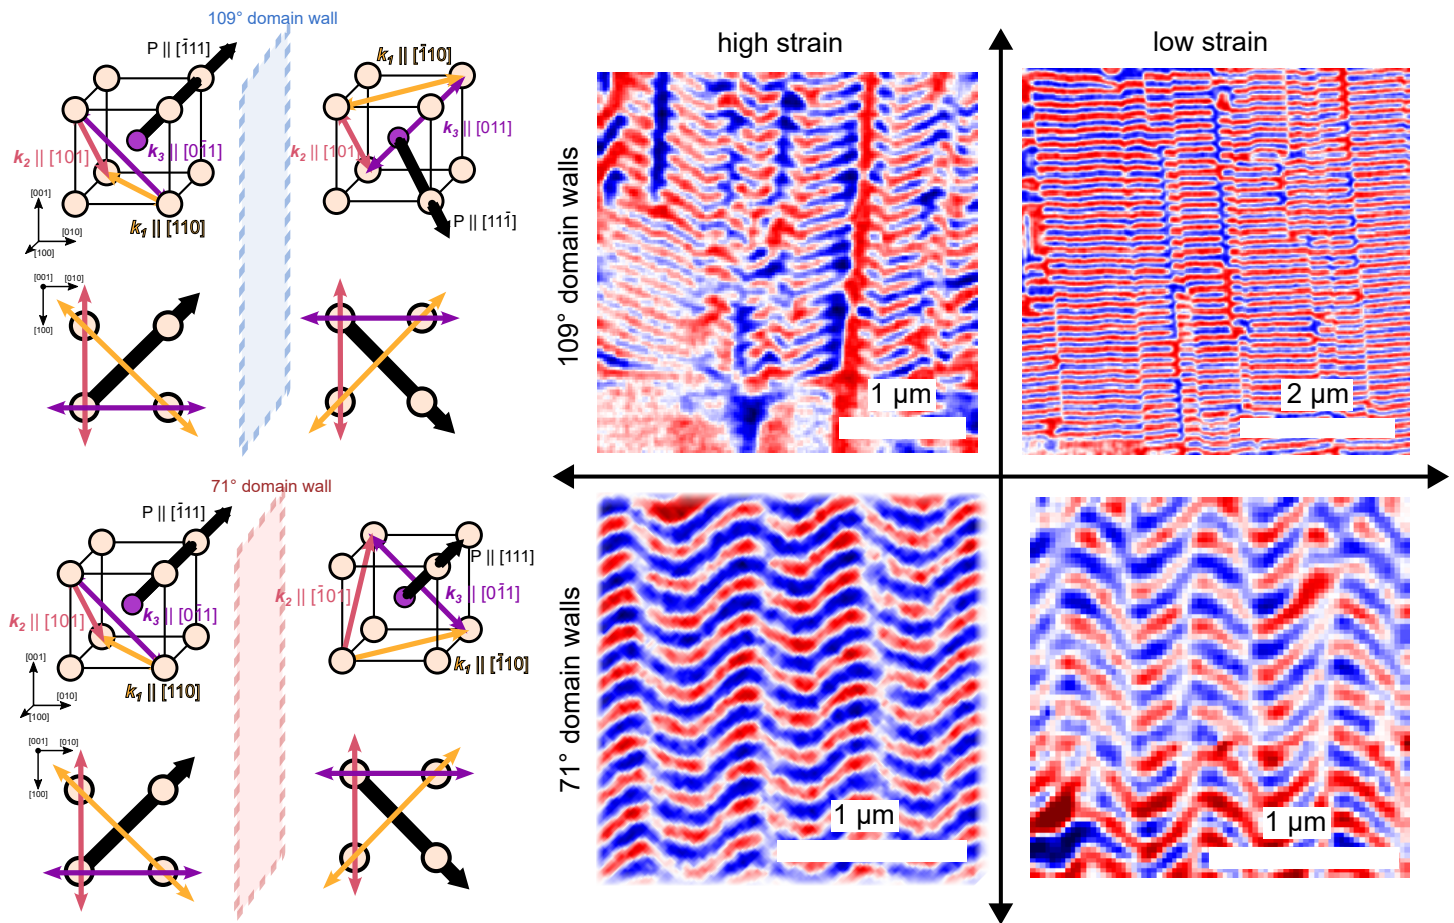 109° domain wall
P || [1̄11]
k₁ || [1̄10]
k₂ || [101]
k₃ || [01̄1]
k₁ || [110]
[001]
[010]
[100]
k₃ || [011]
k₂ || [101]
P || [111̄]
[001]
[010]
[100]
71° domain wall
P || [1̄11]
k₂ || [101]
k₃ || [01̄1]
k₁ || [110]
[001]
[010]
[100]
P || [111]
k₂ || [1̄01]
k₃ || [01̄1]
k₁ || [1̄10]
[001]
[010]
[100]
high strain
low strain
109° domain walls
1 µm
2 µm
71° domain walls
1 µm
1 µm